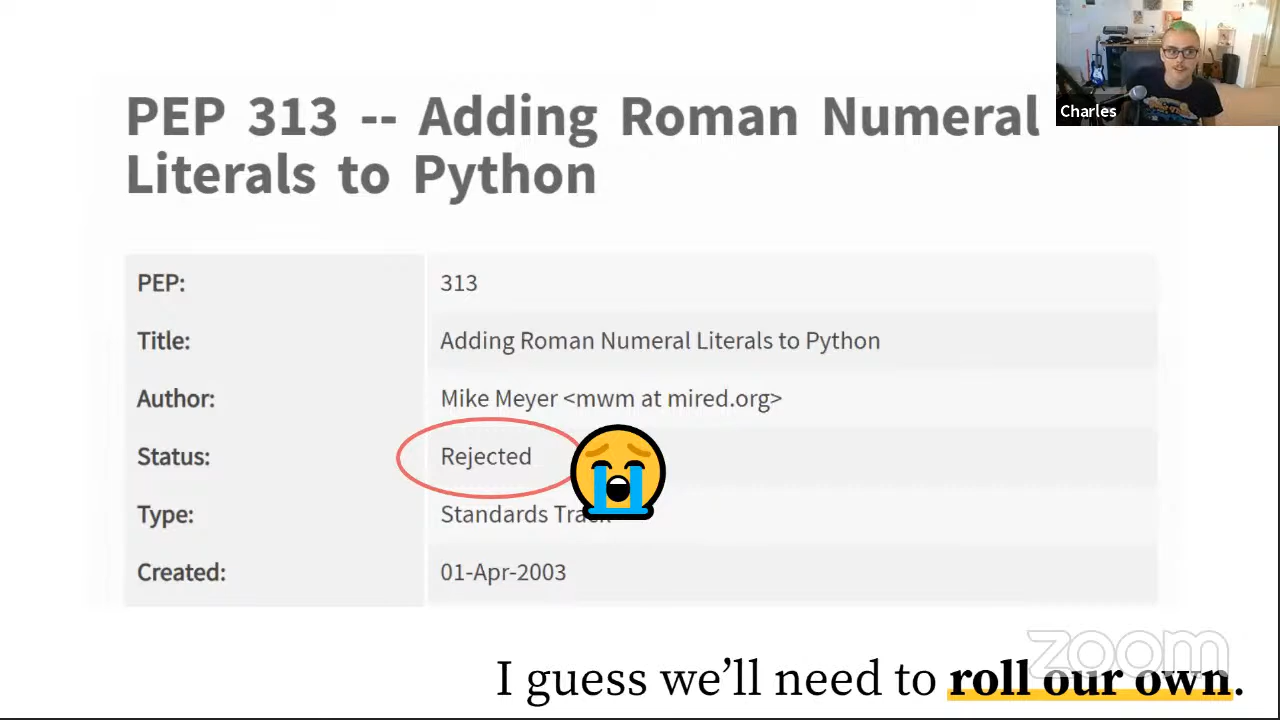 PEP 313 -- Adding Roman Numeral
Literals to Python
Charles
PEP: 313
Title: Adding Roman Numeral Literals to Python
Author: Mike Meyer <mwm at mired.org>
Status: Rejected
Type: Standards Track
Created: 01-Apr-2003
I guess we'll need to roll our own.
zoom